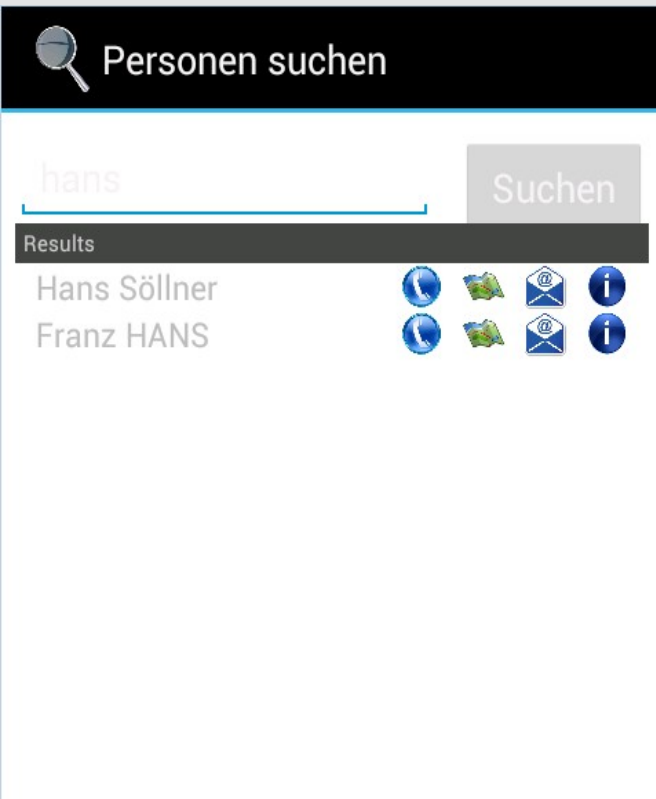 Personen suchen
hans
Suchen
Results
Hans Söllner
Franz HANS